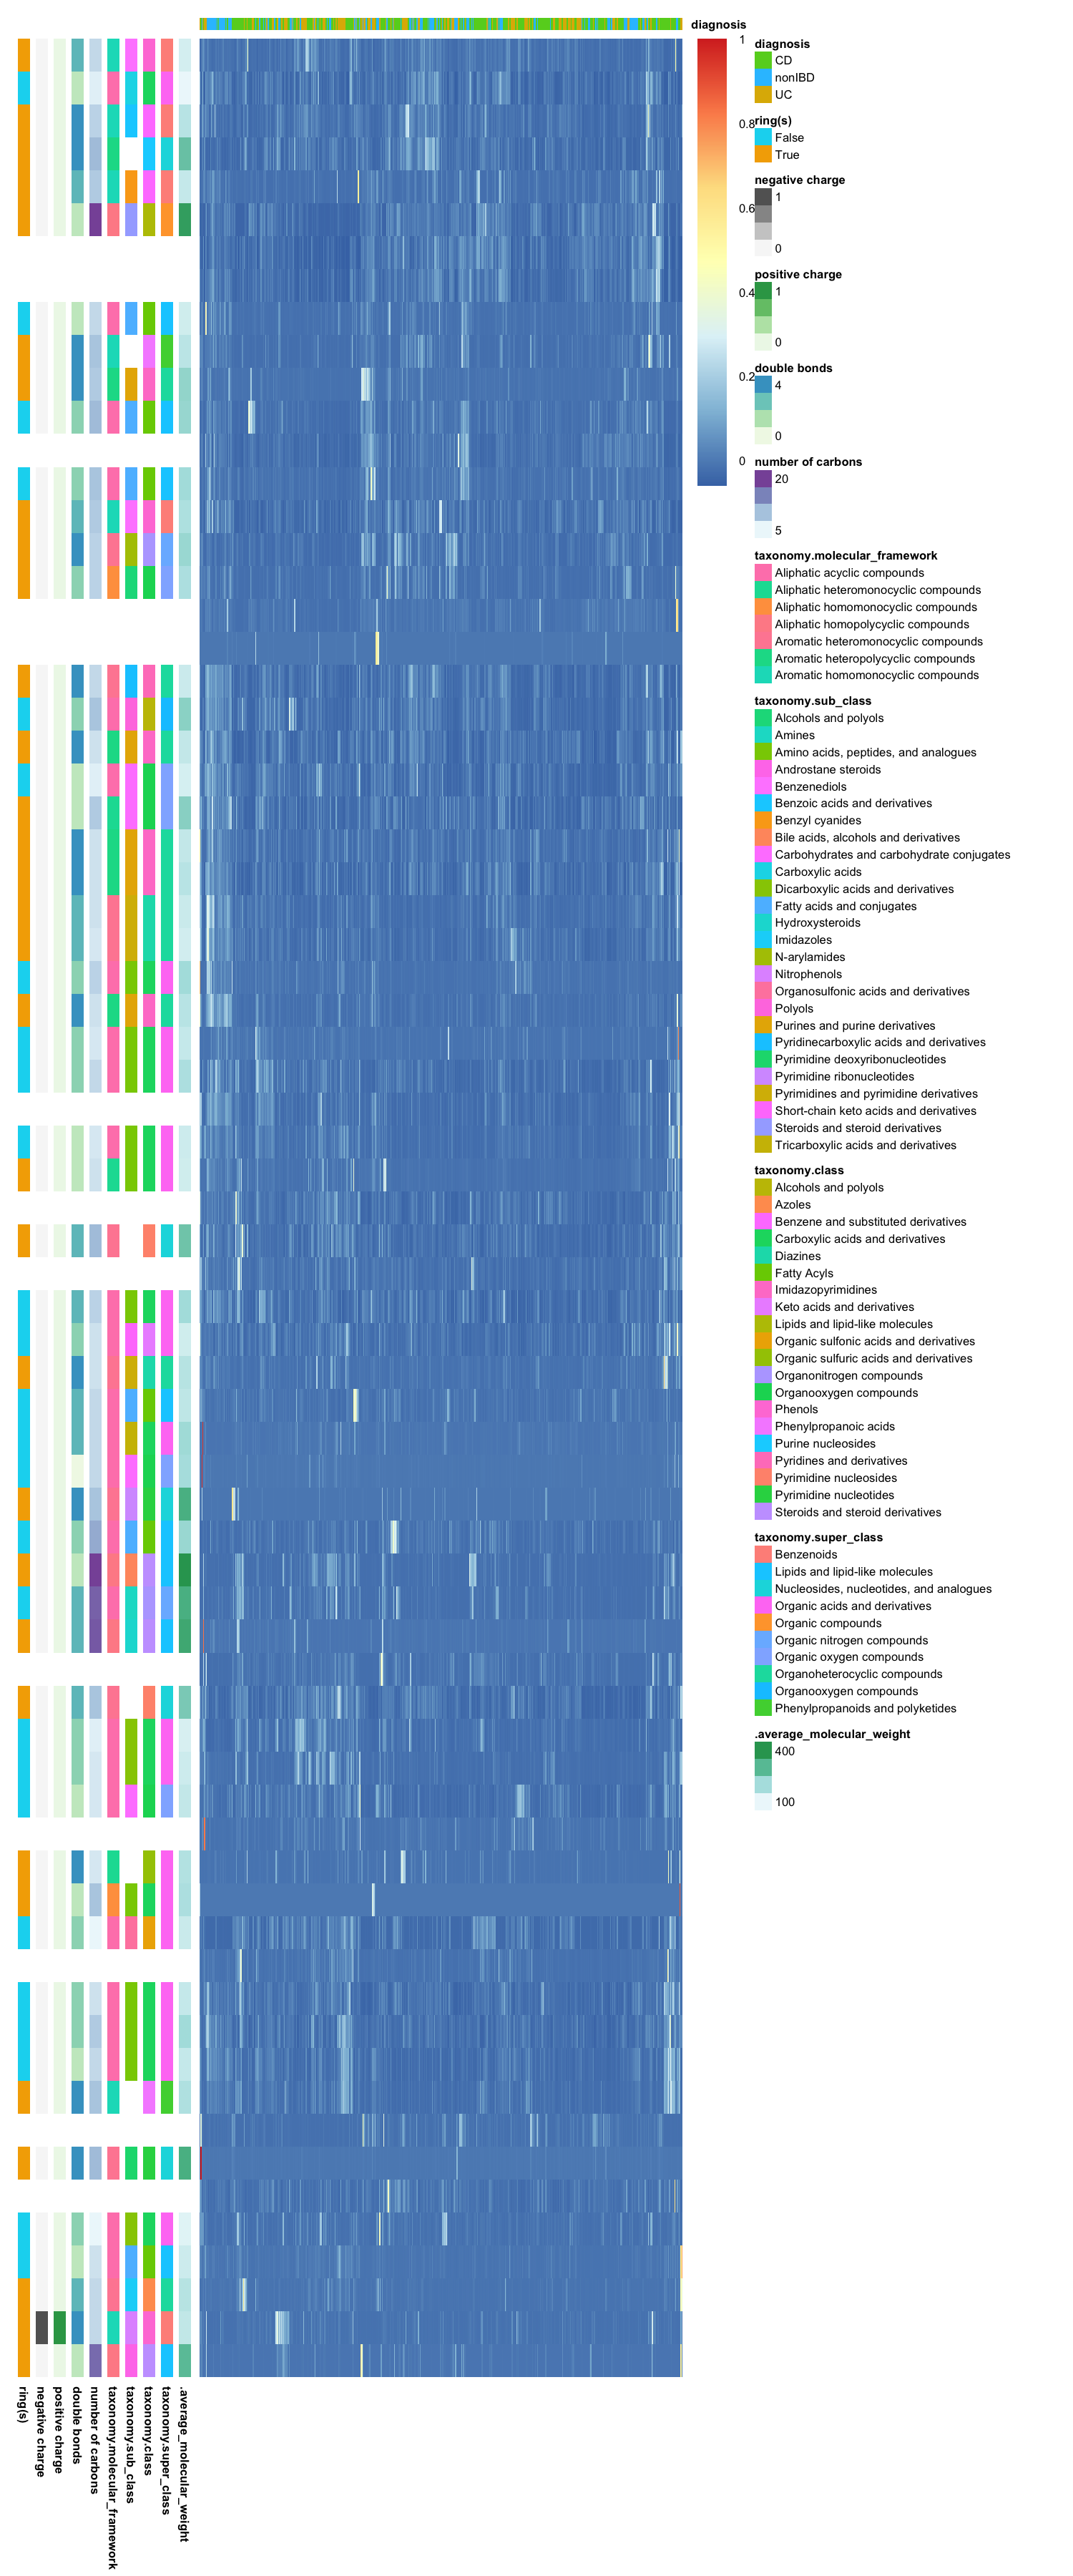 diagnosis
1
0.8
0.6
0.4
0.2
0
diagnosis
CD
nonIBD
UC
ring(s)
False
True
negative charge
1
0
positive charge
1
0
double bonds
4
0
number of carbons
20
5
taxonomy.molecular_framework
Aliphatic acyclic compounds
Aliphatic heteromonocyclic compounds
Aliphatic homomonocyclic compounds
Aliphatic homopolycyclic compounds
Aromatic heteromonocyclic compounds
Aromatic heteropolycyclic compounds
Aromatic homomonocyclic compounds
taxonomy.sub_class
Alcohols and polyols
Amines
Amino acids, peptides, and analogues
Androstane steroids
Benzenediols
Benzoic acids and derivatives
Benzyl cyanides
Bile acids, alcohols and derivatives
Carbohydrates and carbohydrate conjugates
Carboxylic acids
Dicarboxylic acids and derivatives
Fatty acids and conjugates
Hydroxysteroids
Imidazoles
N-arylamides
Nitrophenols
Organosulfonic acids and derivatives
Polyols
Purines and purine derivatives
Pyridinecarboxylic acids and derivatives
Pyrimidine deoxyribonucleotides
Pyrimidine ribonucleotides
Pyrimidines and pyrimidine derivatives
Short-chain keto acids and derivatives
Steroids and steroid derivatives
Tricarboxylic acids and derivatives
taxonomy.class
Alcohols and polyols
Azoles
Benzene and substituted derivatives
Carboxylic acids and derivatives
Diazines
Fatty Acyls
Imidazopyrimidines
Keto acids and derivatives
Lipids and lipid-like molecules
Organic sulfonic acids and derivatives
Organic sulfuric acids and derivatives
Organonitrogen compounds
Organooxygen compounds
Phenols
Phenylpropanoic acids
Purine nucleosides
Pyridines and derivatives
Pyrimidine nucleosides
Pyrimidine nucleotides
Steroids and steroid derivatives
taxonomy.super_class
Benzenoids
Lipids and lipid-like molecules
Nucleosides, nucleotides, and analogues
Organic acids and derivatives
Organic compounds
Organic nitrogen compounds
Organic oxygen compounds
Organoheterocyclic compounds
Organooxygen compounds
Phenylpropanoids and polyketides
.average_molecular_weight
400
100
ring(s)
negative charge
positive charge
double bonds
number of carbons
taxonomy.molecular_framework
taxonomy.sub_class
taxonomy.class
taxonomy.super_class
.average_molecular_weight